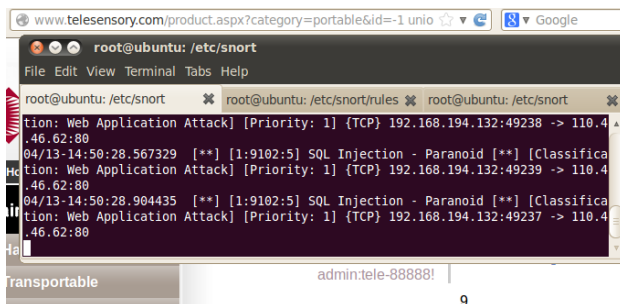 www.telesensory.com/product.aspx?category=portable&id=-1 unio
Google
root@ubuntu: /etc/snort
File Edit View Terminal Tabs Help
root@ubuntu: /etc/snort root@ubuntu: /etc/snort/rules root@ubuntu: /etc/snort
tion: Web Application Attack] [Priority: 1] {TCP} 192.168.194.132:49238 -> 110.4
.46.62:80
04/13-14:50:28.567329 [**] [1:9102:5] SQL Injection - Paranoid [**] [Classifica
tion: Web Application Attack] [Priority: 1] {TCP} 192.168.194.132:49239 -> 110.4
.46.62:80
04/13-14:50:28.904435 [**] [1:9102:5] SQL Injection - Paranoid [**] [Classifica
tion: Web Application Attack] [Priority: 1] {TCP} 192.168.194.132:49237 -> 110.4
.46.62:80
Transportable
admin:tele-88888!
9